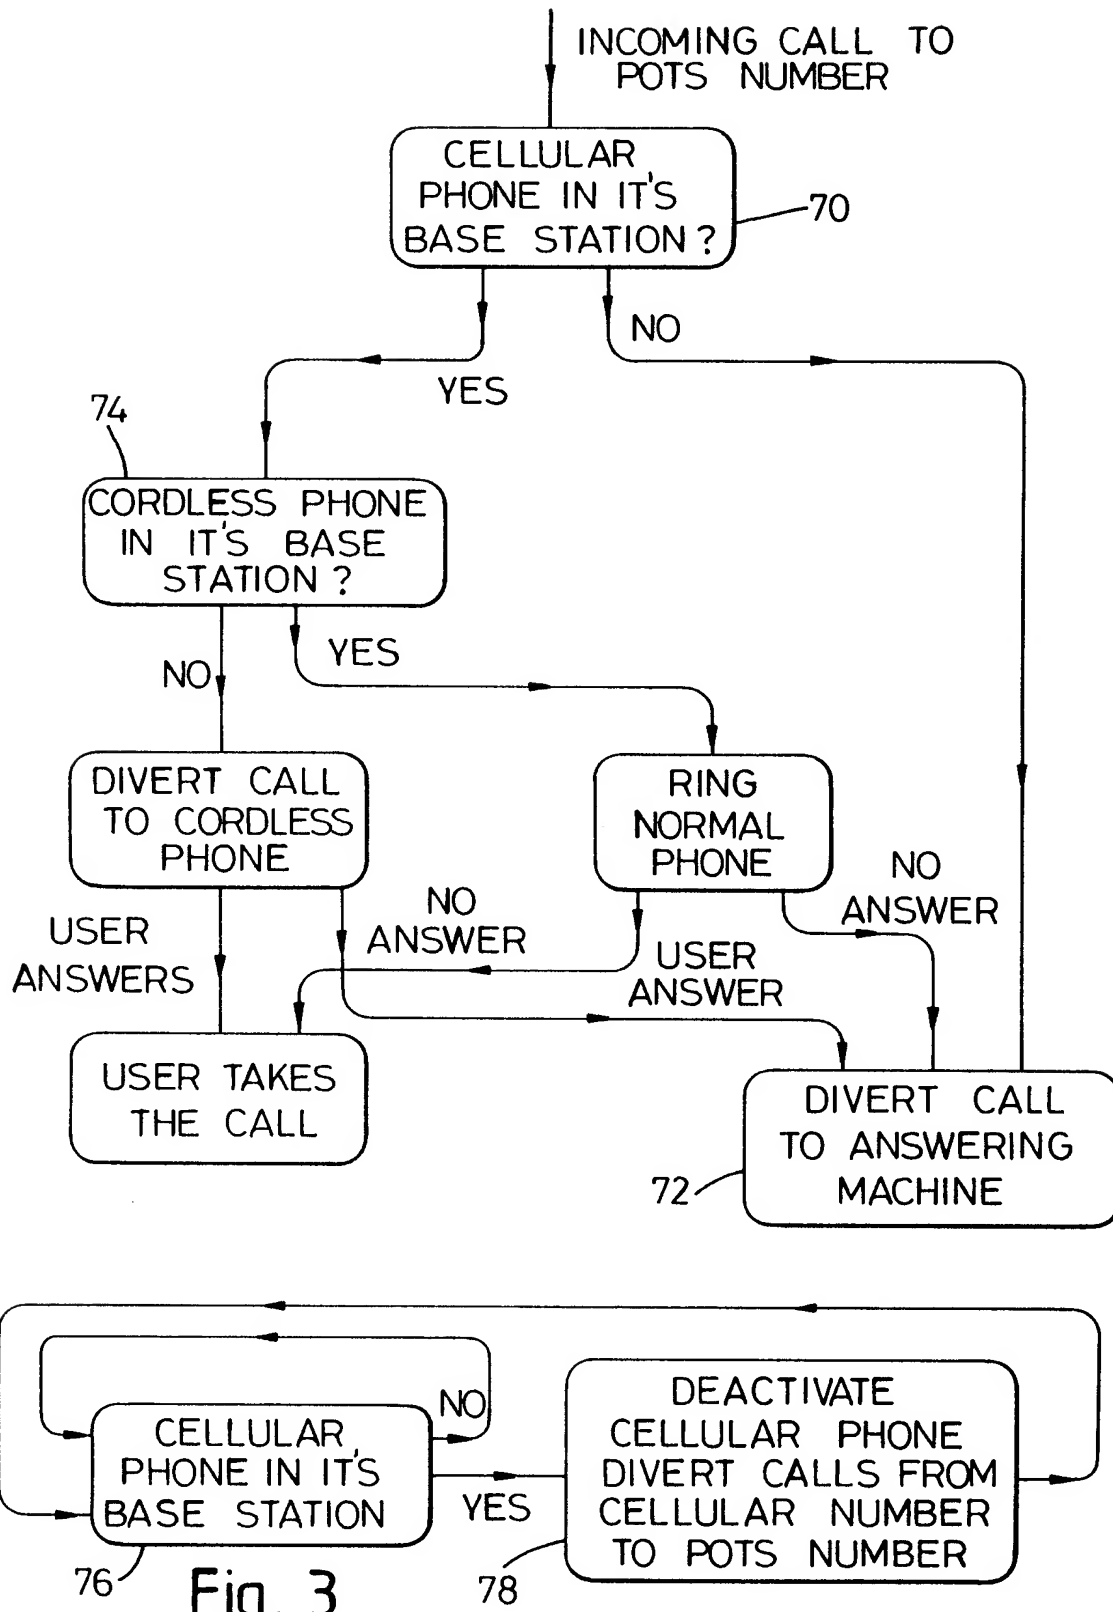 INCOMING CALL TO
POTS NUMBER
CELLULAR
PHONE IN IT'S
BASE STATION?
70
NO
YES
74
CORDLESS PHONE
IN IT'S BASE
STATION?
NO
YES
DIVERT CALL
TO CORDLESS
PHONE
RING
NORMAL
PHONE
USER
ANSWERS
NO
ANSWER
USER
ANSWER
NO
ANSWER
USER TAKES
THE CALL
DIVERT CALL
TO ANSWERING
MACHINE
72
CELLULAR
PHONE IN IT'S
BASE STATION
NO
YES
76
DEACTIVATE
CELLULAR PHONE
DIVERT CALLS FROM
CELLULAR NUMBER
TO POTS NUMBER
78
Fig. 3